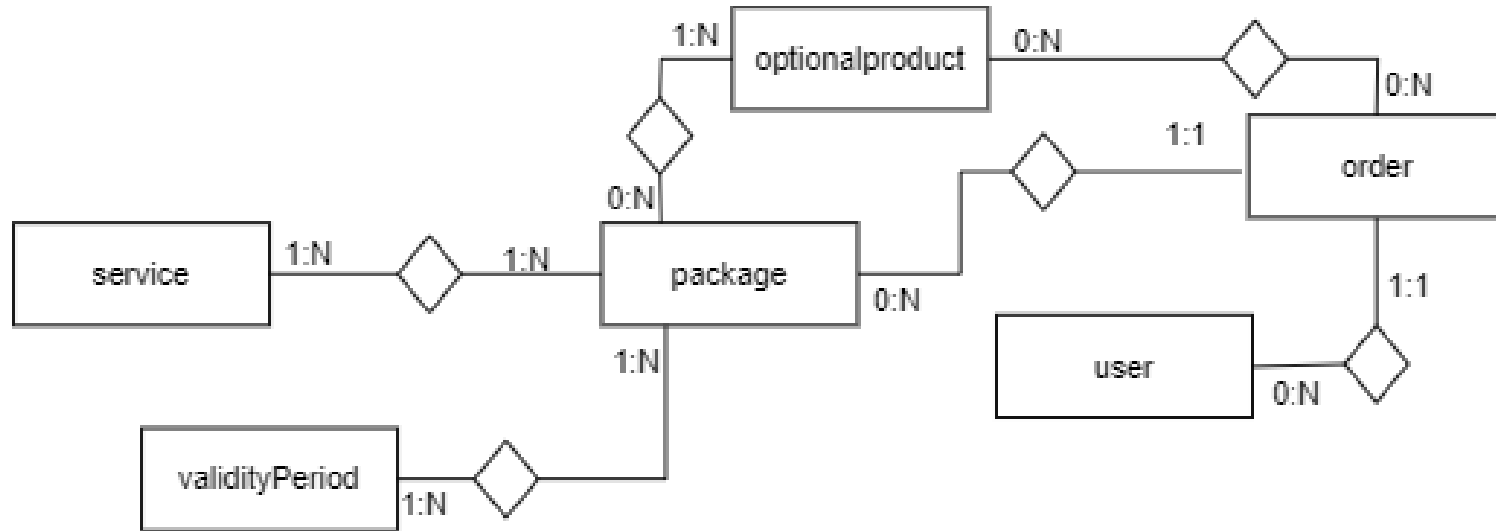 1:N
optionalproduct
0:N
0:N
1:1
order
0:N
service
1:N
1:N
package
0:N
1:1
1:N
user
0:N
validityPeriod
1:N